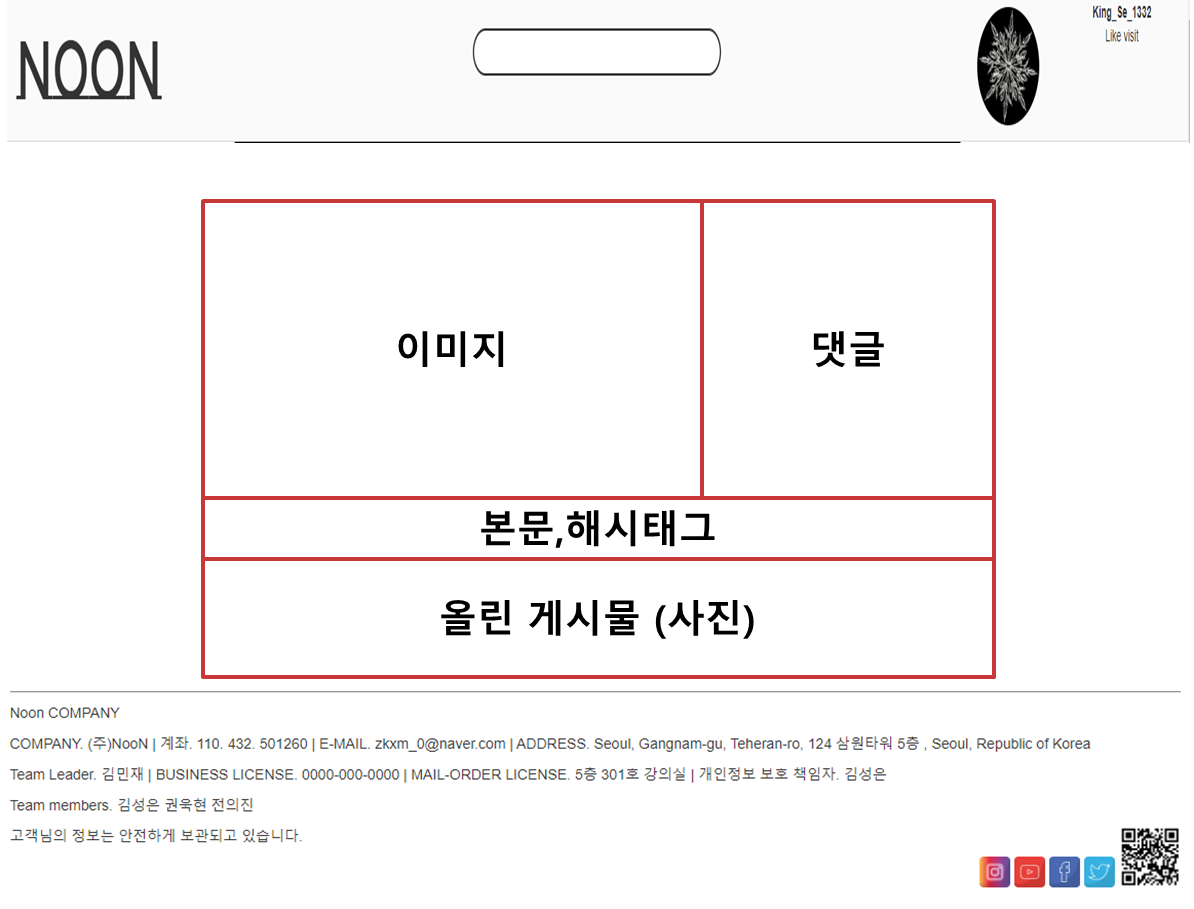 NOON
King_Se_1332
Like visit
이미지
댓글
본문,해시태그
올린 게시물 (사진)
Noon COMPANY
COMPANY. (주)NooN | 계좌. 110. 432. 501260 | E-MAIL. zkxm_0@naver.com | ADDRESS. Seoul, Gangnam-gu, Teheran-ro, 124 삼원타워 5층 , Seoul, Republic of Korea
Team Leader. 김민재 | BUSINESS LICENSE. 0000-000-0000 | MAIL-ORDER LICENSE. 5층 301호 강의실 | 개인정보 보호 책임자. 김성은
Team members. 김성은 권욱현 전의진
고객님의 정보는 안전하게 보관되고 있습니다.